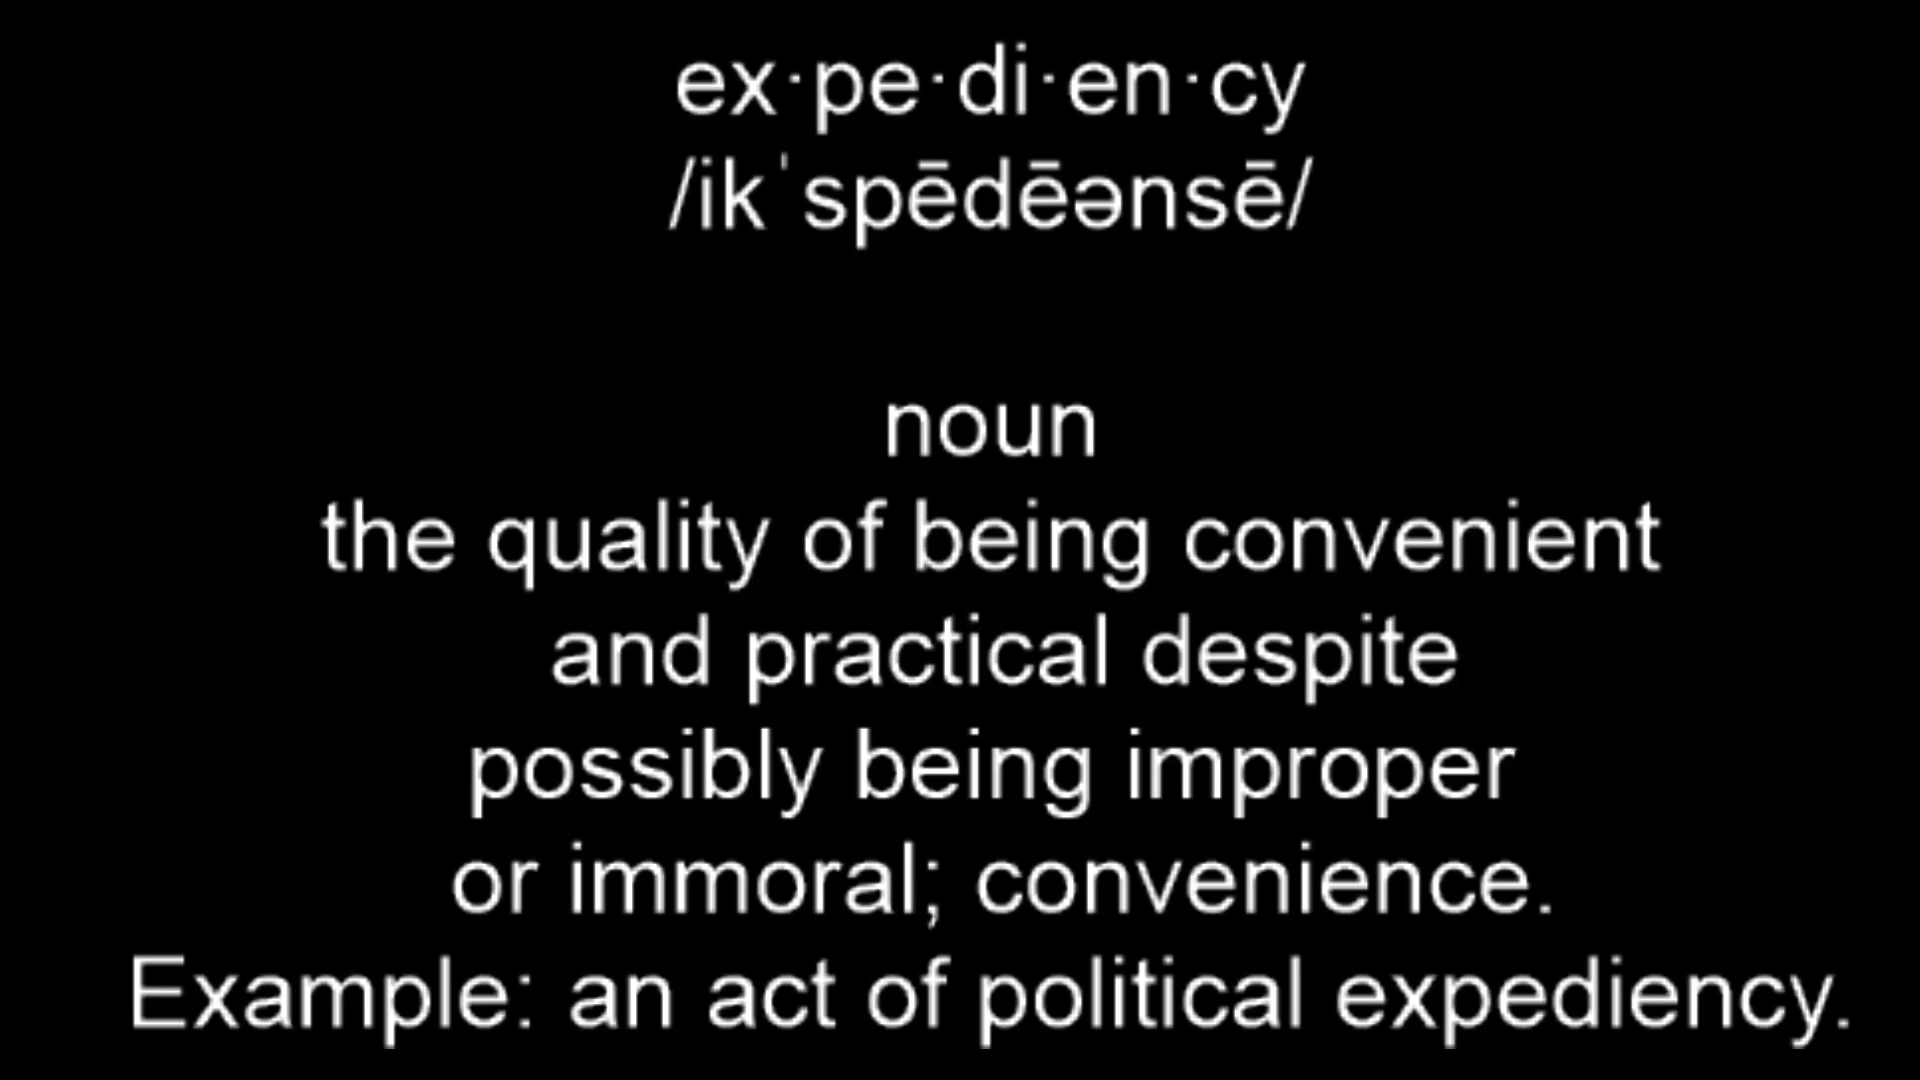 ex·pe·di·en·cy
/ikˈspēdēənsē/
noun
the quality of being convenient
and practical despite
possibly being improper
or immoral; convenience.
Example: an act of political expediency.